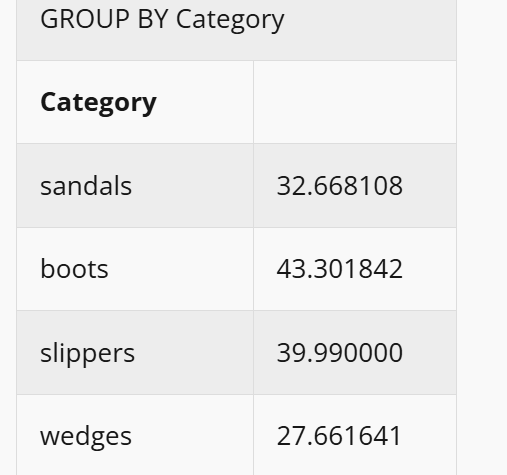 GROUP BY Category
Category
sandals 32.668108
boots 43.301842
slippers 39.990000
wedges 27.661641